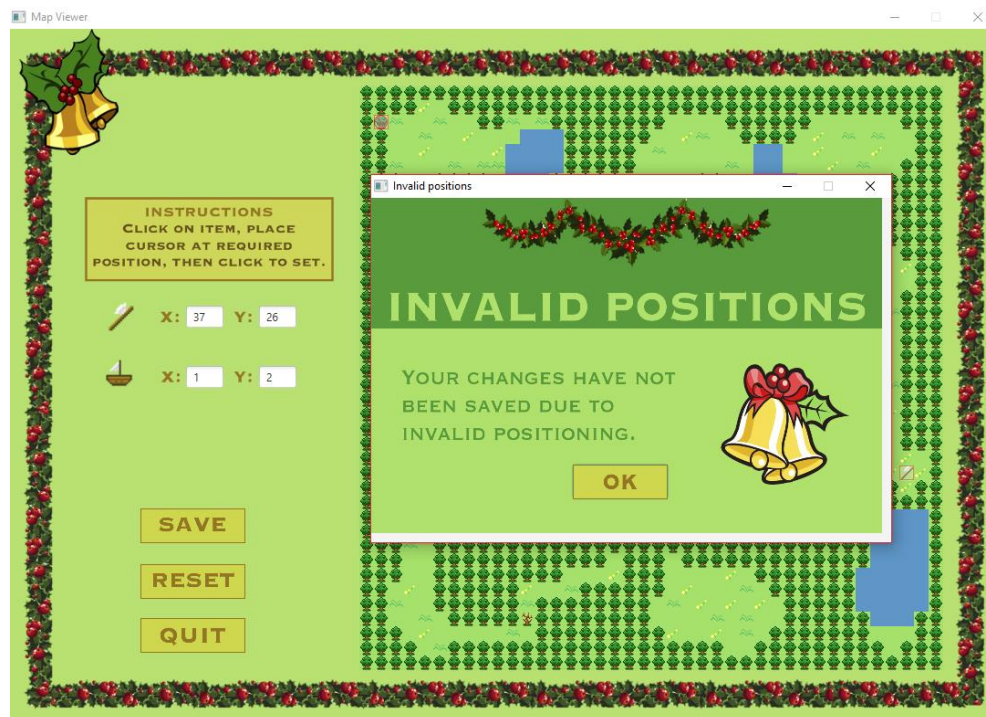 Map Viewer
INSTRUCTIONS
CLICK ON ITEM, PLACE
CURSOR AT REQUIRED
POSITION, THEN CLICK TO SET.
X: 37 Y: 26
X: 1 Y: 2
SAVE
RESET
QUIT
Invalid positions
INVALID POSITIONS
YOUR CHANGES HAVE NOT
BEEN SAVED DUE TO
INVALID POSITIONING.
OK